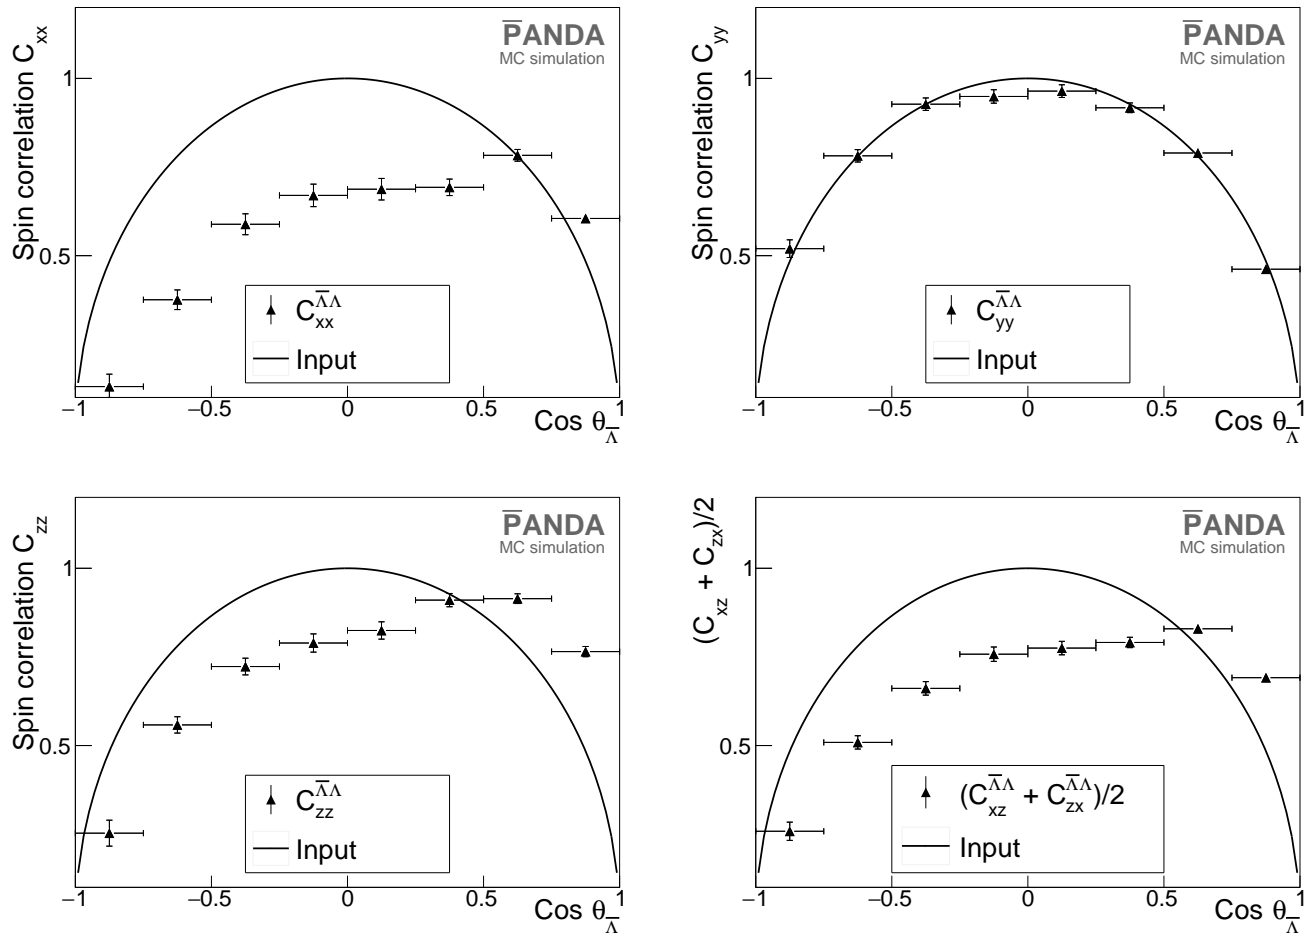 Spin correlation C_xx
P̅ANDA
MC simulation
1
0.5
C_xx^Λ̅Λ
Input
−1 −0.5 0 0.5 1
Cos θ_Λ̅
Spin correlation C_yy
P̅ANDA
MC simulation
1
0.5
C_yy^Λ̅Λ
Input
−1 −0.5 0 0.5 1
Cos θ_Λ̅
Spin correlation C_zz
P̅ANDA
MC simulation
1
0.5
C_zz^Λ̅Λ
Input
−1 −0.5 0 0.5 1
Cos θ_Λ̅
(C_xz + C_zx)/2
P̅ANDA
MC simulation
1
0.5
(C_xz^Λ̅Λ + C_zx^Λ̅Λ)/2
Input
−1 −0.5 0 0.5 1
Cos θ_Λ̅